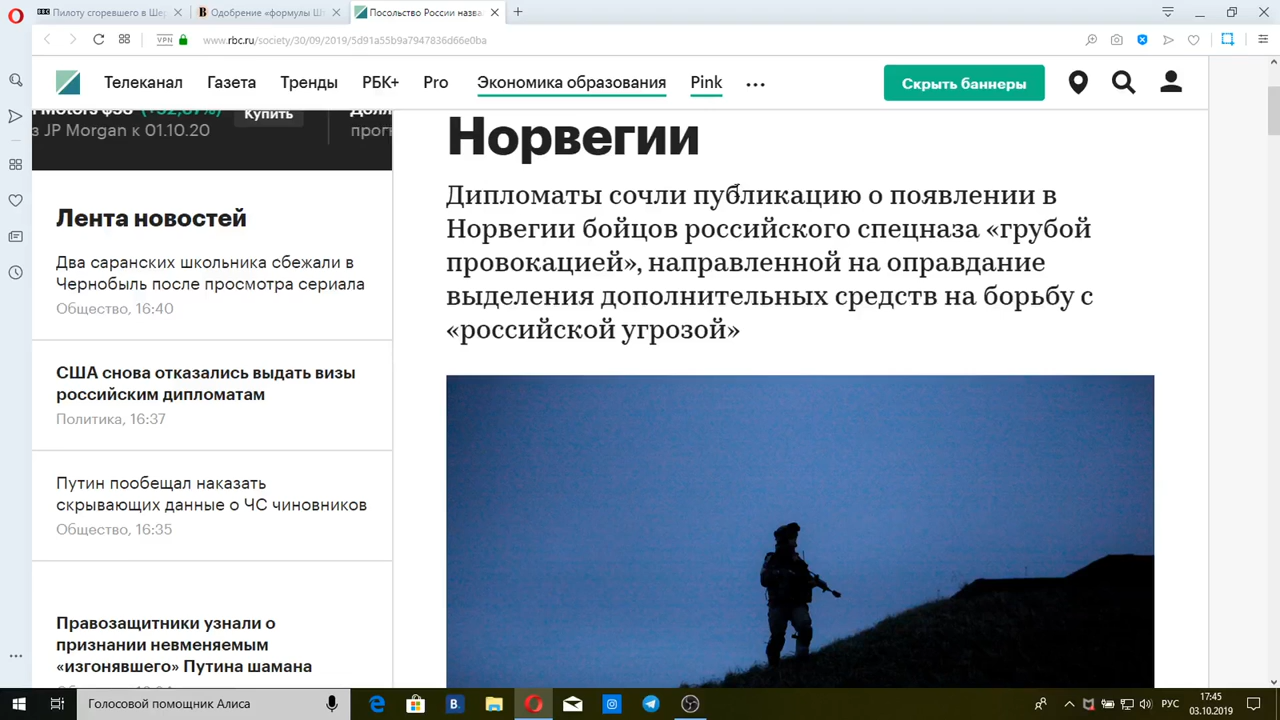 Пилоту сгоревшего в Шер
Одобрение «формулы Шт
Посольство России назва
VPN
www.rbc.ru/society/30/09/2019/5d91a55b9a7947836d66e0ba
Телеканал Газета Тренды РБК+ Pro Экономика образования Pink ...
Скрыть баннеры
Купить
з JP Morgan к 01.10.20
прогн
Лента новостей
Два саранских школьника сбежали в
Чернобыль после просмотра сериала
Общество, 16:40
США снова отказались выдать визы
российским дипломатам
Политика, 16:37
Путин пообещал наказать
скрывающих данные о ЧС чиновников
Общество, 16:35
Правозащитники узнали о
признании невменяемым
«изгонявшего» Путина шамана
Норвегии
Дипломаты сочли публикацию о появлении в
Норвегии бойцов российского спецназа «грубой
провокацией», направленной на оправдание
выделения дополнительных средств на борьбу с
«российской угрозой»
Голосовой помощник Алиса
РУС
17:45
03.10.2019